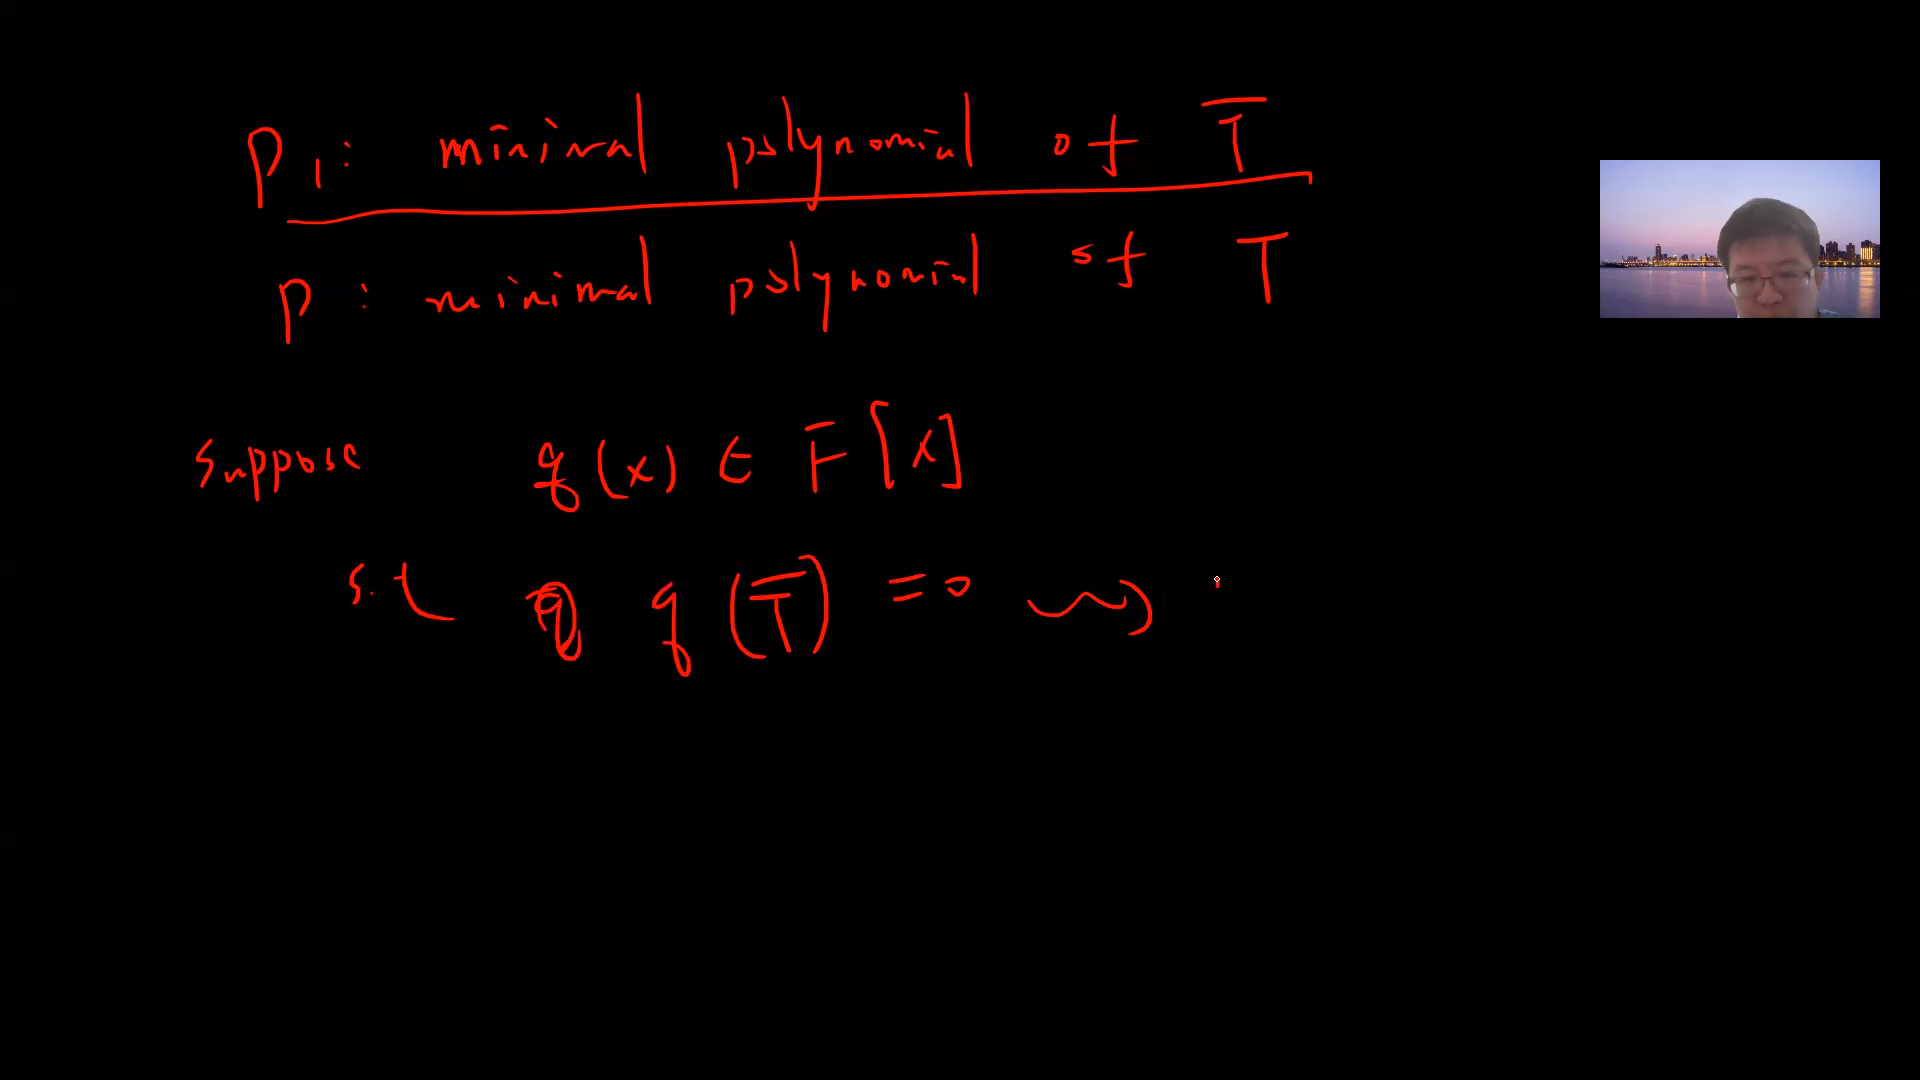 P₁: minimal polynomial of T̅
p: minimal polynomial of T
Suppose q(x) ∈ F[x]
s.t q(T) = 0 ⇝